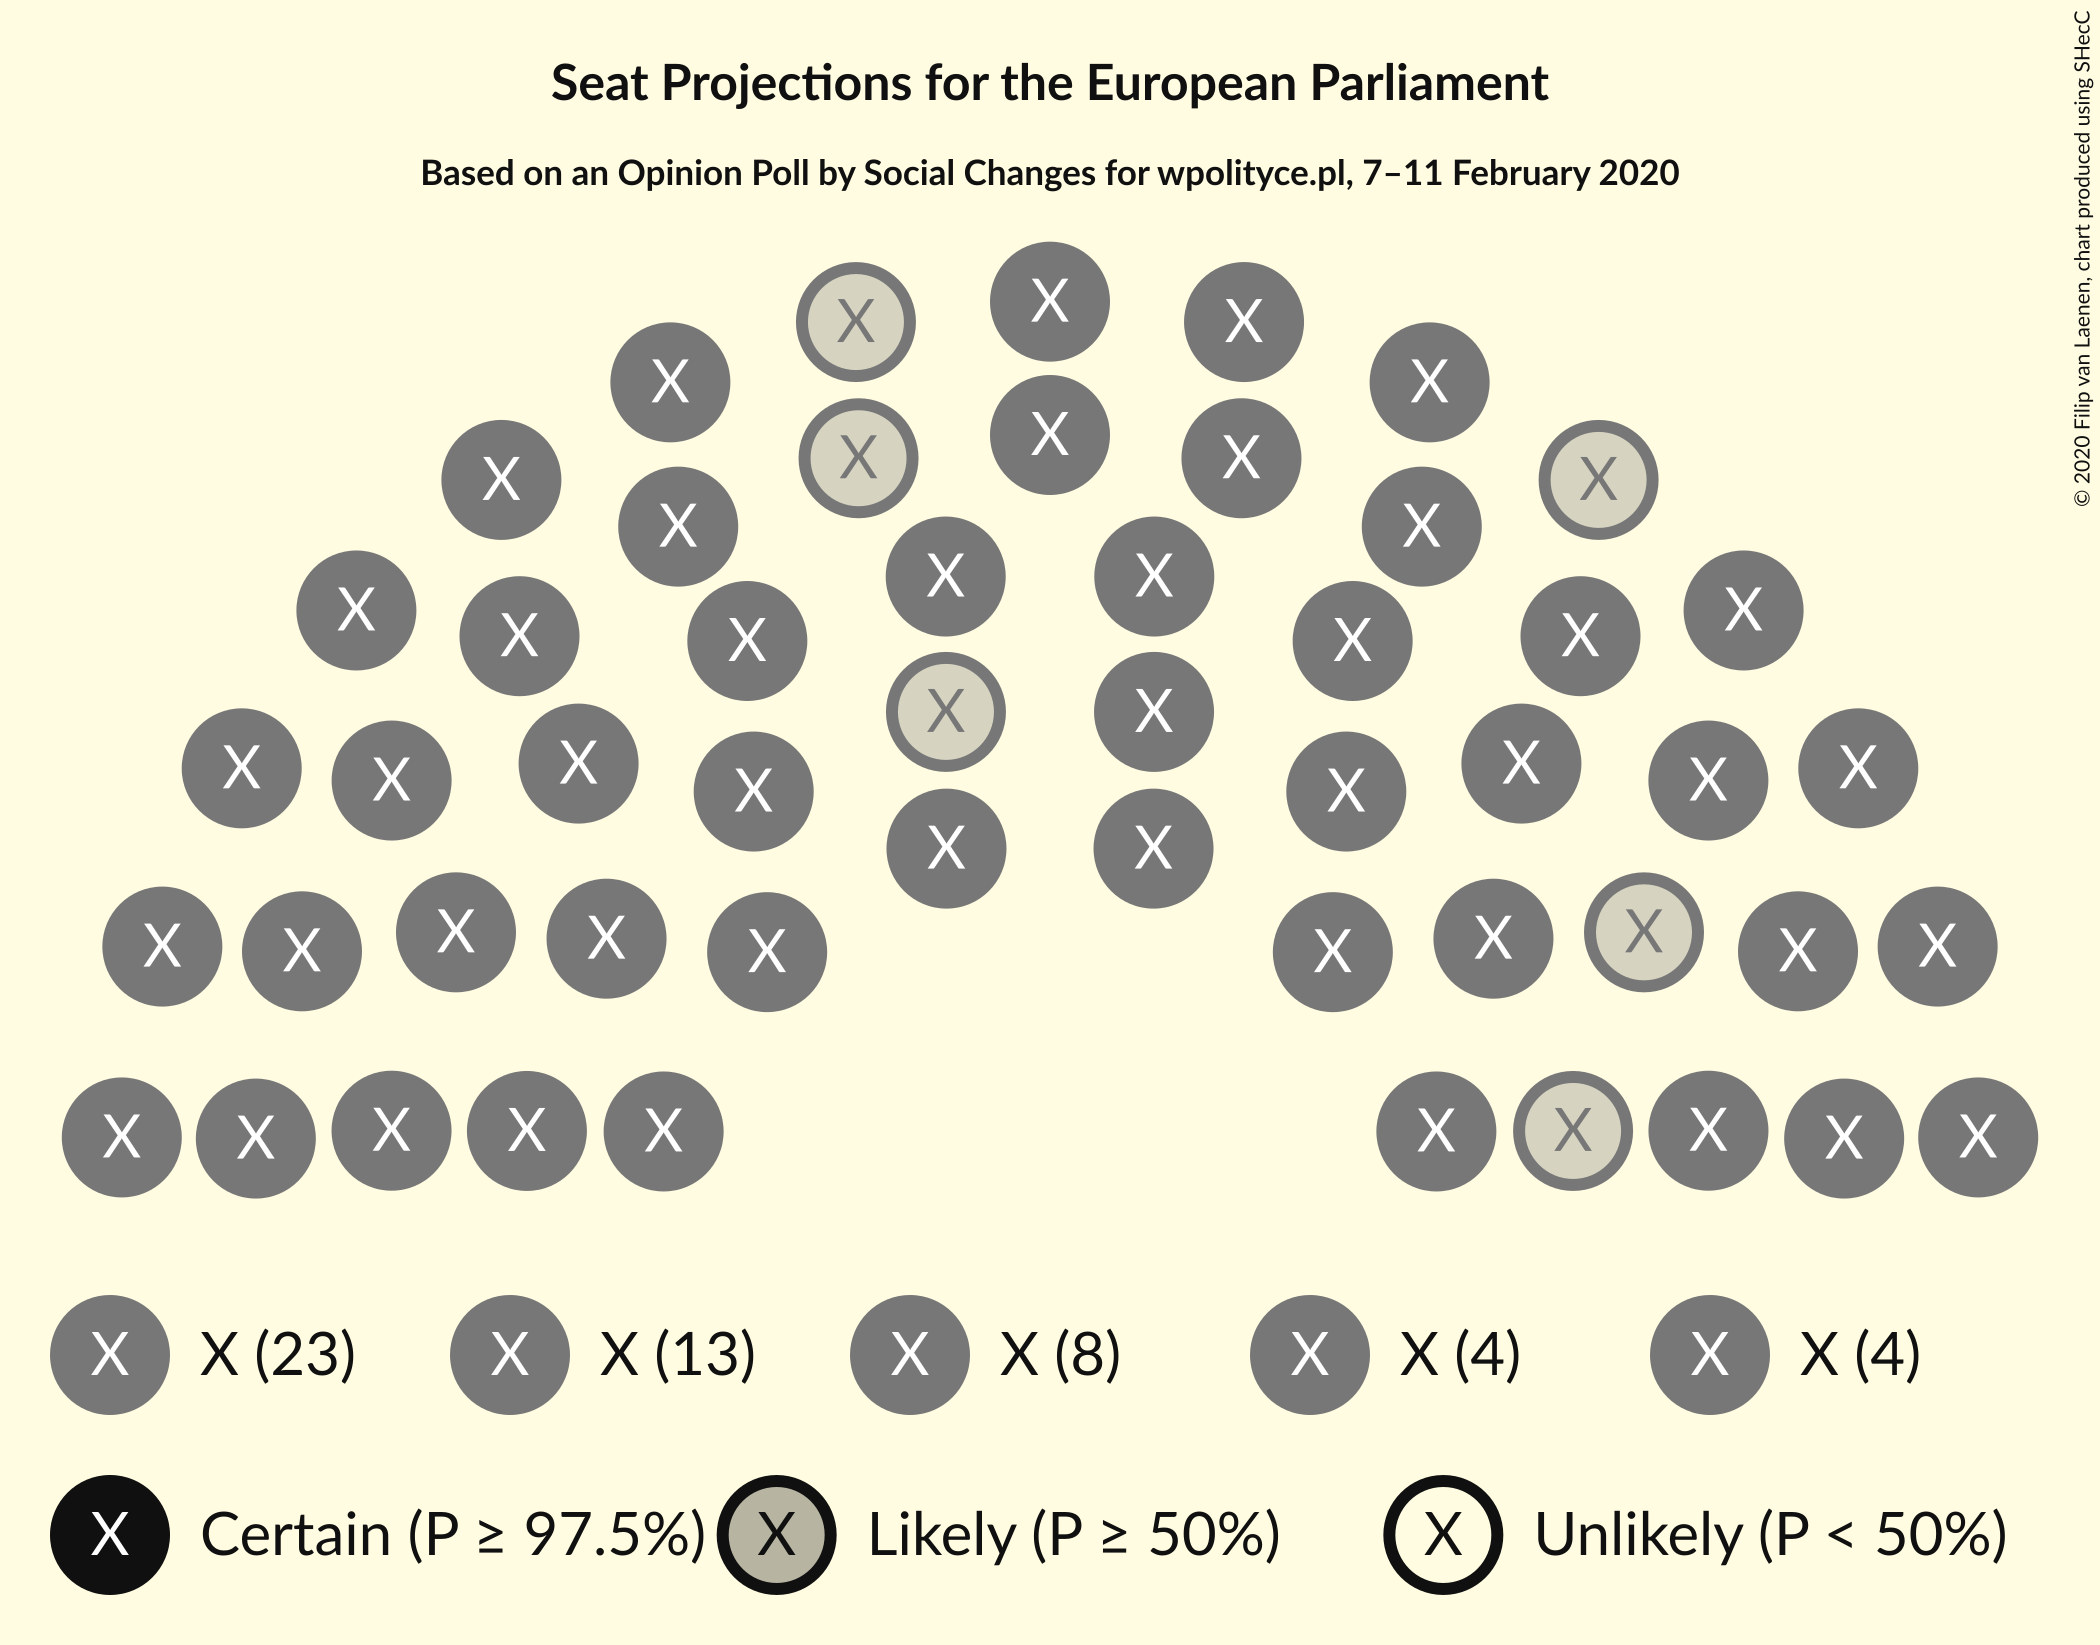 Seat Projections for the European Parliament
Based on an Opinion Poll by Social Changes for wpolityce.pl, 7–11 February 2020
© 2020 Filip van Laenen, chart produced using SHecC
X
X X
X
X X
X
X X
X X
X X
X X
X X
X X X X
X X
X X
X X
X X
X X
X X
X X
X X
X X
X X X X X X
X X X X
X X X X X X X X X X
X X (23) X X (13) X X (8) X X (4) X X (4)
X Certain (P ≥ 97.5%) X Likely (P ≥ 50%) X Unlikely (P < 50%)